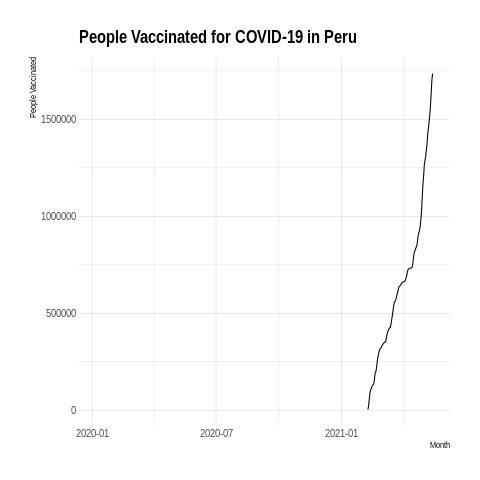 People Vaccinated for COVID-19 in Peru
People Vaccinated
1500000
1000000
500000
0
2020-01 2020-07 2021-01
Month